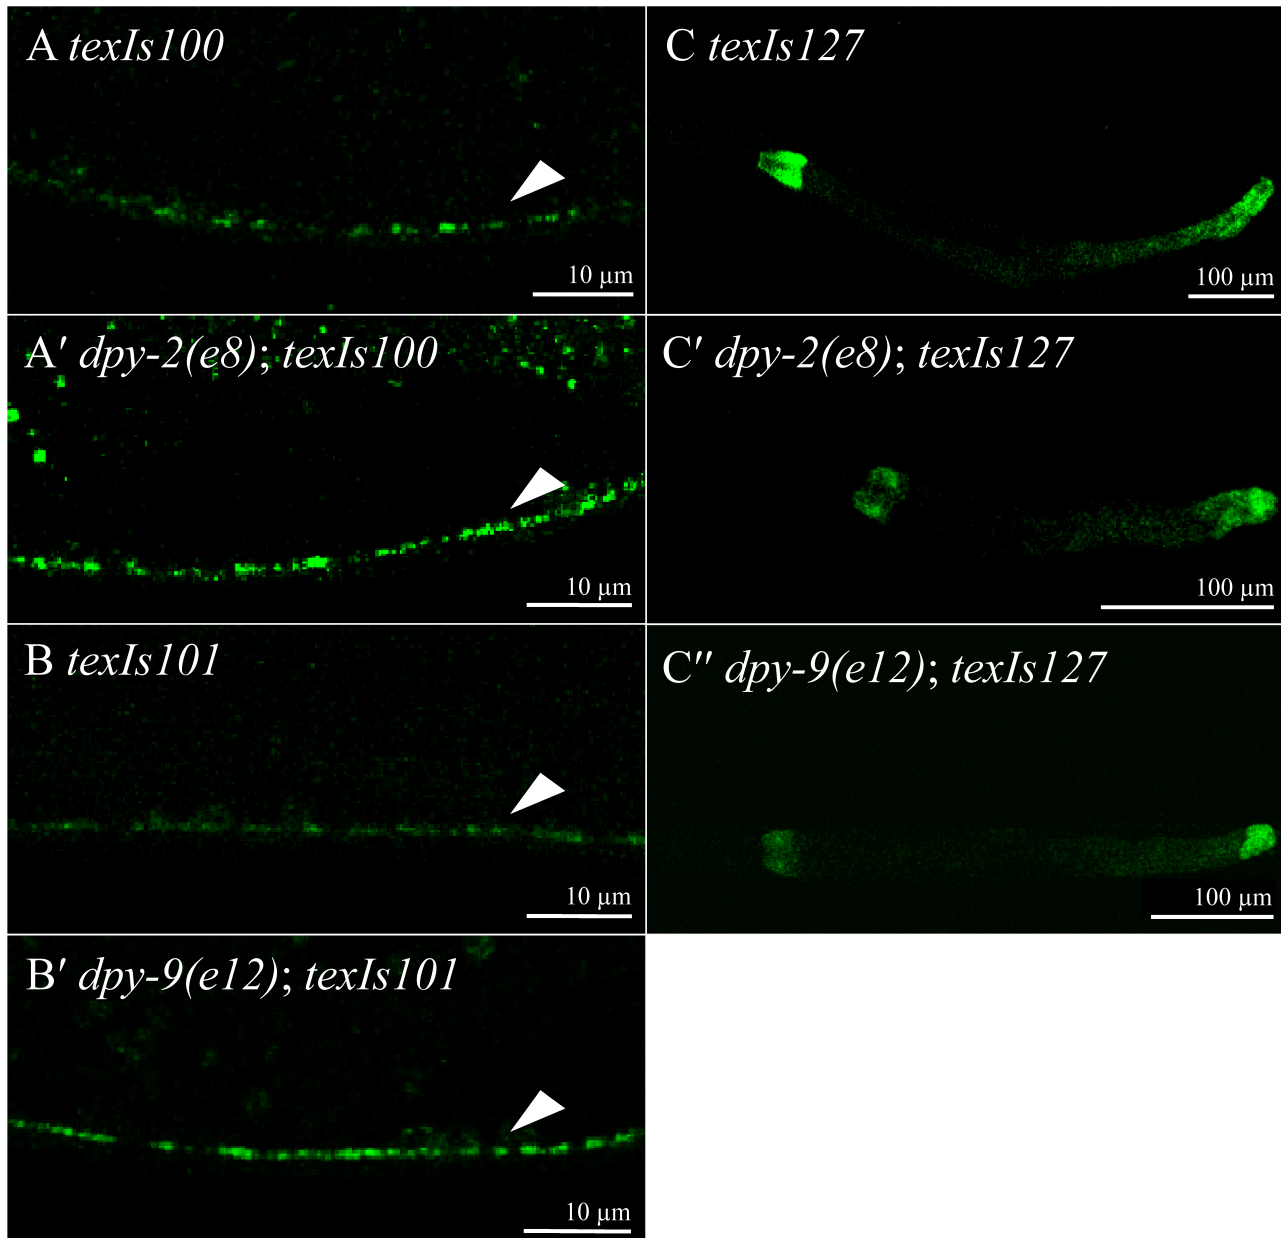 A texIs100
10 µm
A′ dpy-2(e8); texIs100
10 µm
B texIs101
10 µm
B′ dpy-9(e12); texIs101
10 µm
C texIs127
100 µm
C′ dpy-2(e8); texIs127
100 µm
C″ dpy-9(e12); texIs127
100 µm